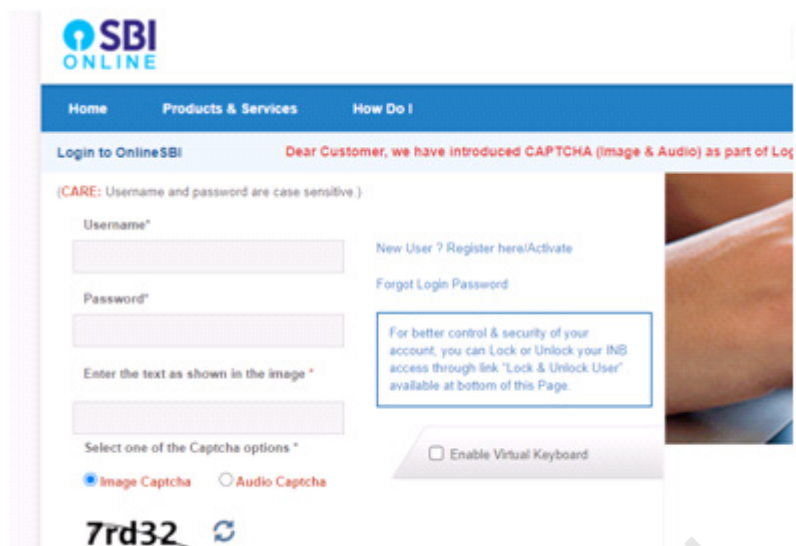 SBI
ONLINE
Home Products & Services How Do I
Login to OnlineSBI Dear Customer, we have introduced CAPTCHA (Image & Audio) as part of Log
(CARE: Username and password are case sensitive.)
Username*
New User ? Register here/Activate
Forgot Login Password
Password*
For better control & security of your
account, you can Lock or Unlock your INB
access through link "Lock & Unlock User"
available at bottom of this Page.
Enter the text as shown in the image *
Select one of the Captcha options *
Enable Virtual Keyboard
Image Captcha Audio Captcha
7rd32